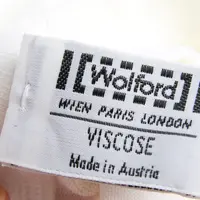 Wolford
WIEN PARIS LONDON
VISCOSE
Made in Austria